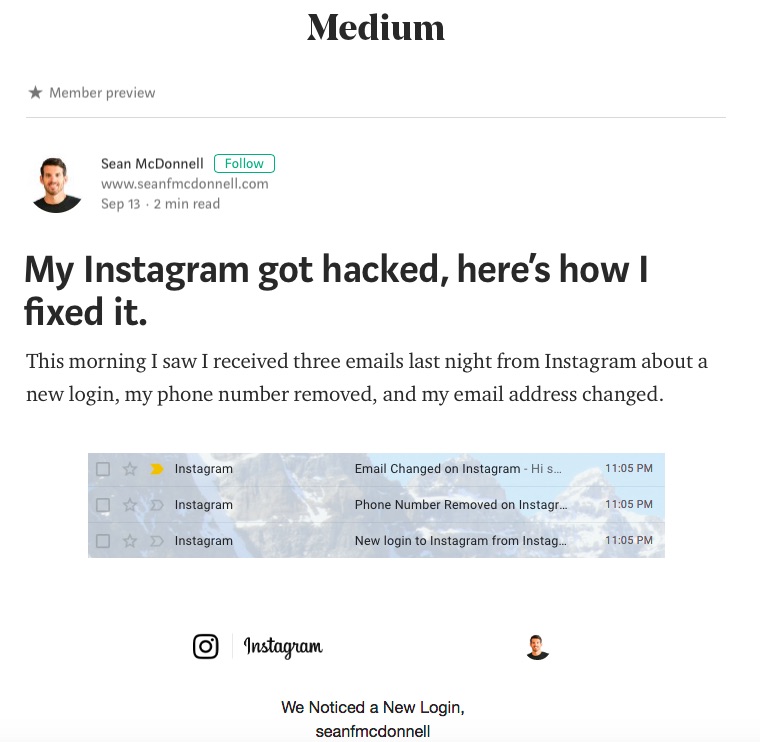 Medium
★ Member preview
Sean McDonnell Follow
www.seanfmcdonnell.com
Sep 13 · 2 min read
My Instagram got hacked, here's how I
fixed it.
This morning I saw I received three emails last night from Instagram about a
new login, my phone number removed, and my email address changed.
Instagram Email Changed on Instagram - Hi s... 11:05 PM
Instagram Phone Number Removed on Instagr... 11:05 PM
Instagram New login to Instagram from Instag... 11:05 PM
Instagram
We Noticed a New Login,
seanfmcdonnell